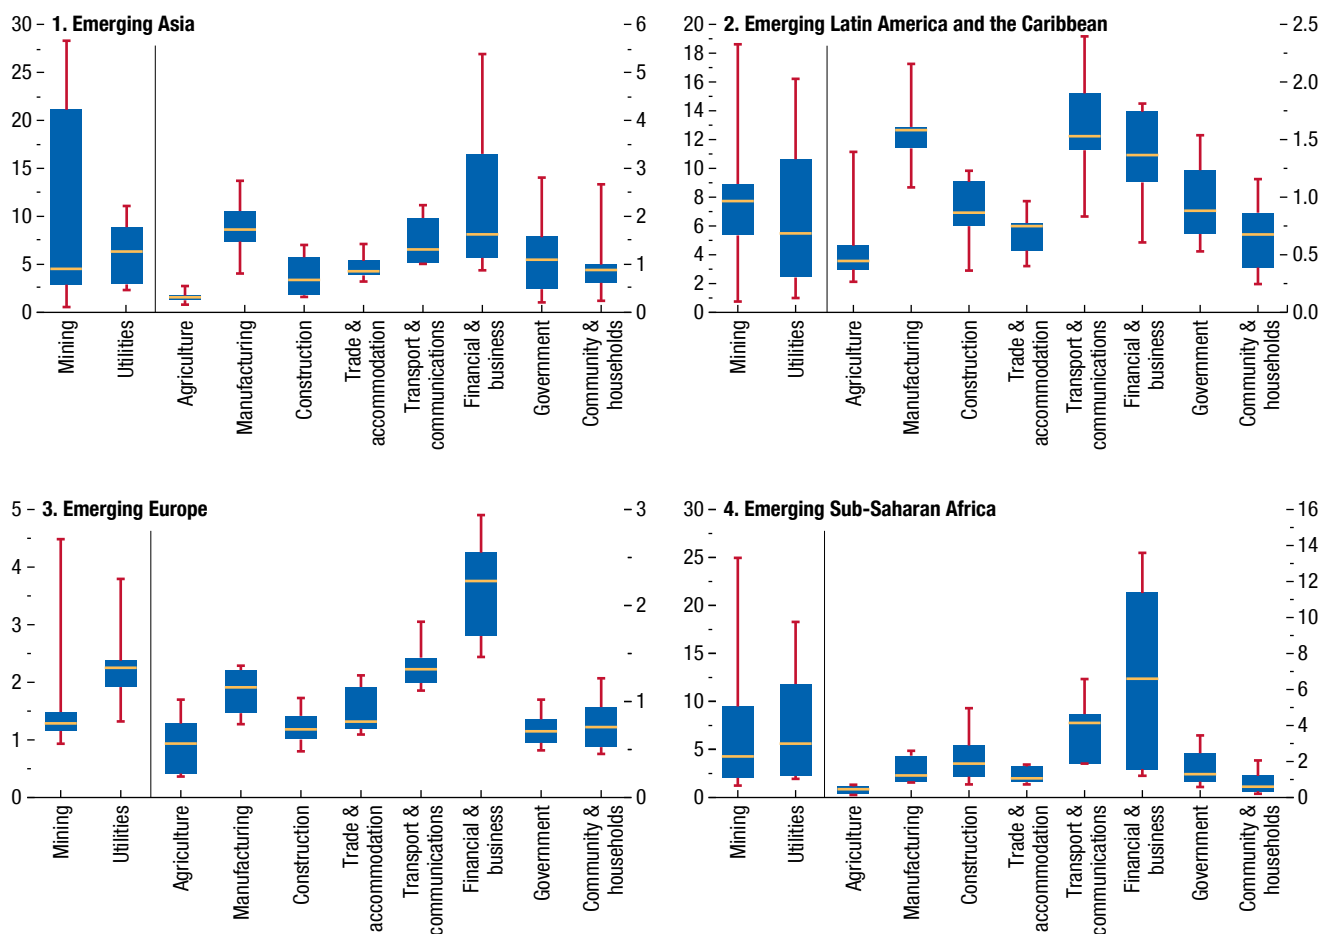 1. Emerging Asia
30
25
20
15
10
5
0
6
5
4
3
2
1
0
Mining
Utilities
Agriculture
Manufacturing
Construction
Trade &
accommodation
Transport &
communications
Financial &
business
Government
Community &
households
2. Emerging Latin America and the Caribbean
20
18
16
14
12
10
8
6
4
2
0
2.5
2.0
1.5
1.0
0.5
0.0
Mining
Utilities
Agriculture
Manufacturing
Construction
Trade &
accommodation
Transport &
communications
Financial &
business
Government
Community &
households
3. Emerging Europe
5
4
3
2
1
0
3
2
1
0
Mining
Utilities
Agriculture
Manufacturing
Construction
Trade &
accommodation
Transport &
communications
Financial &
business
Government
Community &
households
4. Emerging Sub-Saharan Africa
30
25
20
15
10
5
0
16
14
12
10
8
6
4
2
0
Mining
Utilities
Agriculture
Manufacturing
Construction
Trade &
accommodation
Transport &
communications
Financial &
business
Government
Community &
households